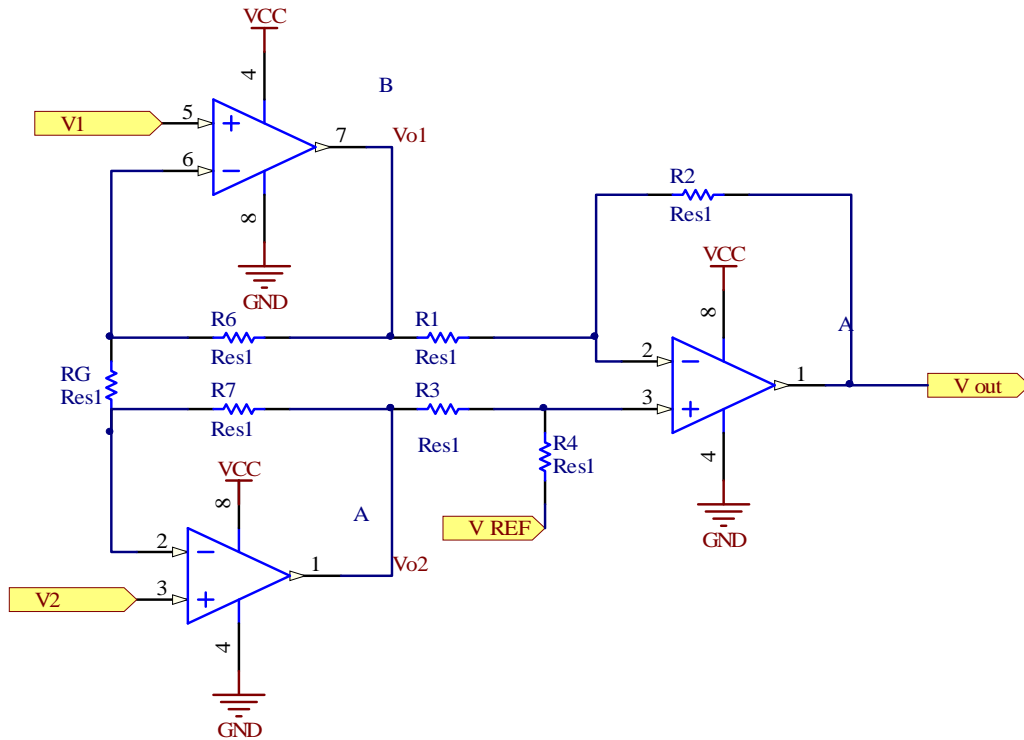 VCC
4
B
V1
5
+
7
Vo1
6
−
8
GND
R2
Res1
VCC
8
A
R6
Res1
R1
Res1
2
−
1
V out
RG
Res1
R7
Res1
R3
Res1
3
+
R4
Res1
4
VCC
8
A
V REF
GND
2
−
1
Vo2
V2
3
+
4
GND